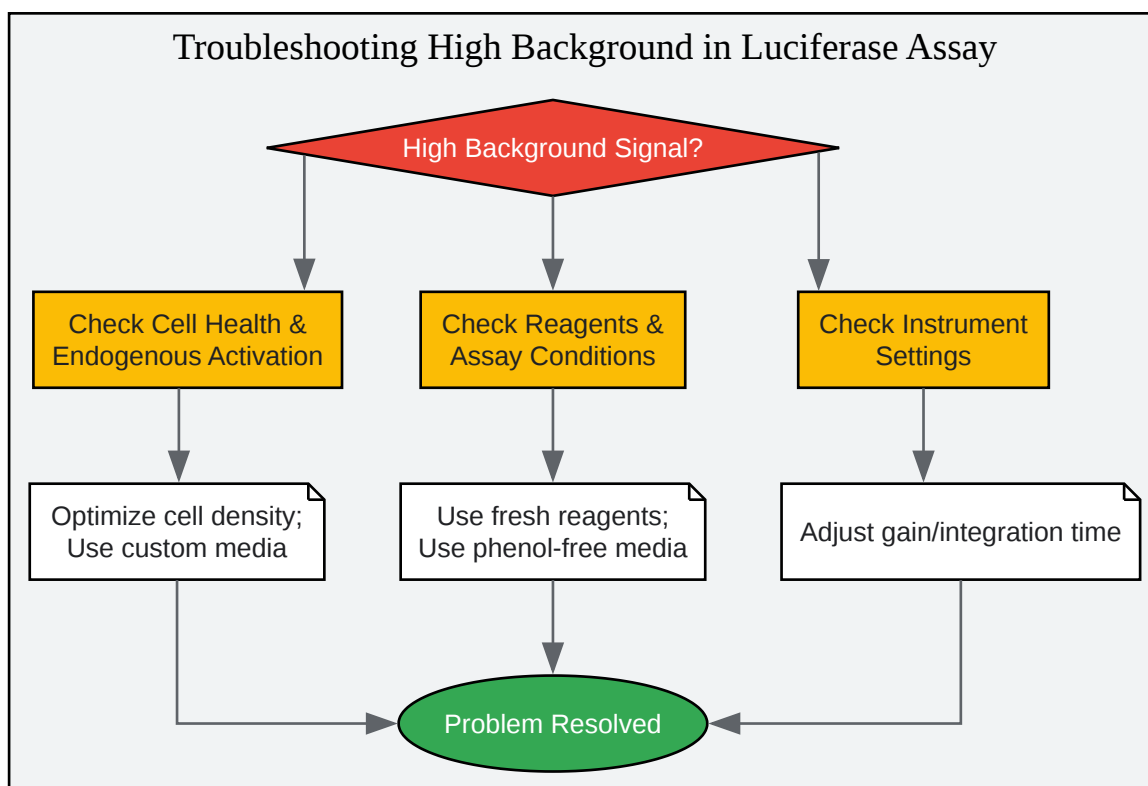 Troubleshooting High Background in Luciferase Assay
High Background Signal?
Check Cell Health &
Endogenous Activation
Check Reagents &
Assay Conditions
Check Instrument
Settings
Optimize cell density;
Use custom media
Use fresh reagents;
Use phenol-free media
Adjust gain/integration time
Problem Resolved